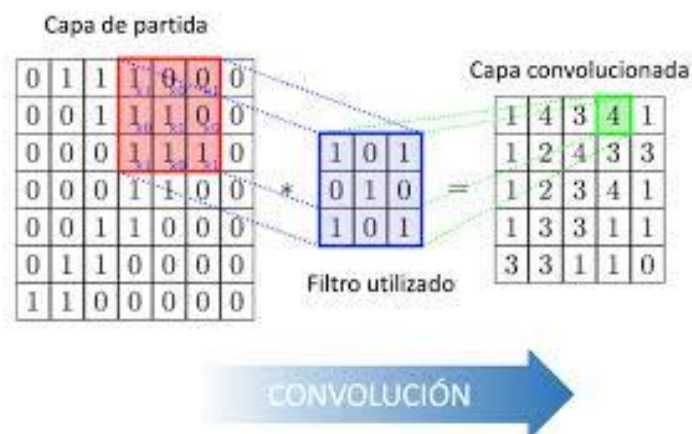 Capa de partida
0 1 1 1 0 0 0
0 0 1 1 1 0 0
0 0 0 1 1 1 0
0 0 0 1 1 0 0
0 0 1 1 0 0 0
0 1 1 0 0 0 0
1 1 0 0 0 0 0
*
1 0 1
0 1 0
1 0 1
Filtro utilizado
=
Capa convolucionada
1 4 3 4 1
1 2 4 3 3
1 2 3 4 1
1 3 3 1 1
3 3 1 1 0
CONVOLUCIÓN